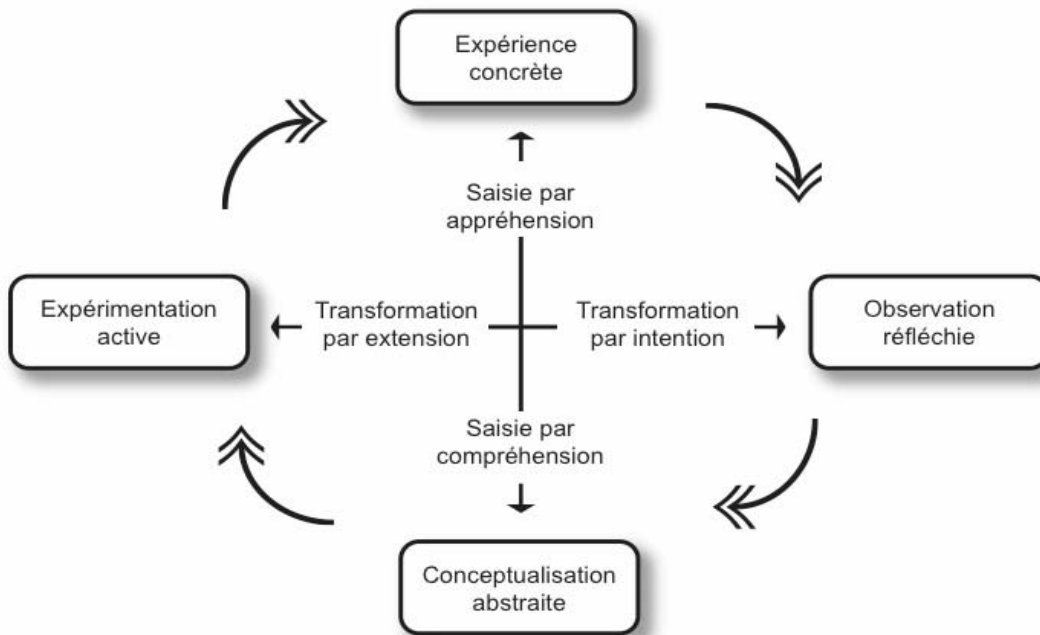 Expérience
concrète
Saisie par
appréhension
Expérimentation
active
Transformation
par extension
Transformation
par intention
Observation
réfléchie
Saisie par
compréhension
Conceptualisation
abstraite